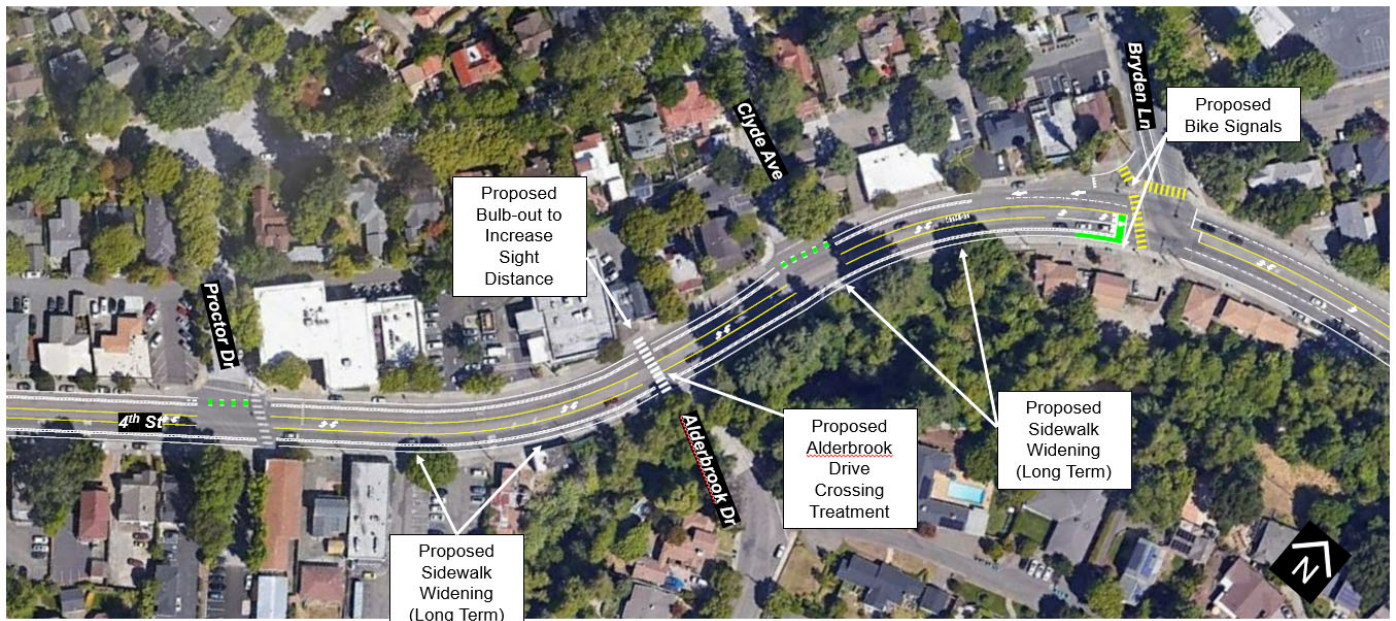 Bryden Ln
Proposed
Bike Signals
Clyde Ave
Proposed
Bulb-out to
Increase
Sight
Distance
Proctor Dr
4th St
Alderbrook Dr
Proposed
Alderbrook
Drive
Crossing
Treatment
Proposed
Sidewalk
Widening
(Long Term)
Proposed
Sidewalk
Widening
(Long Term)
N